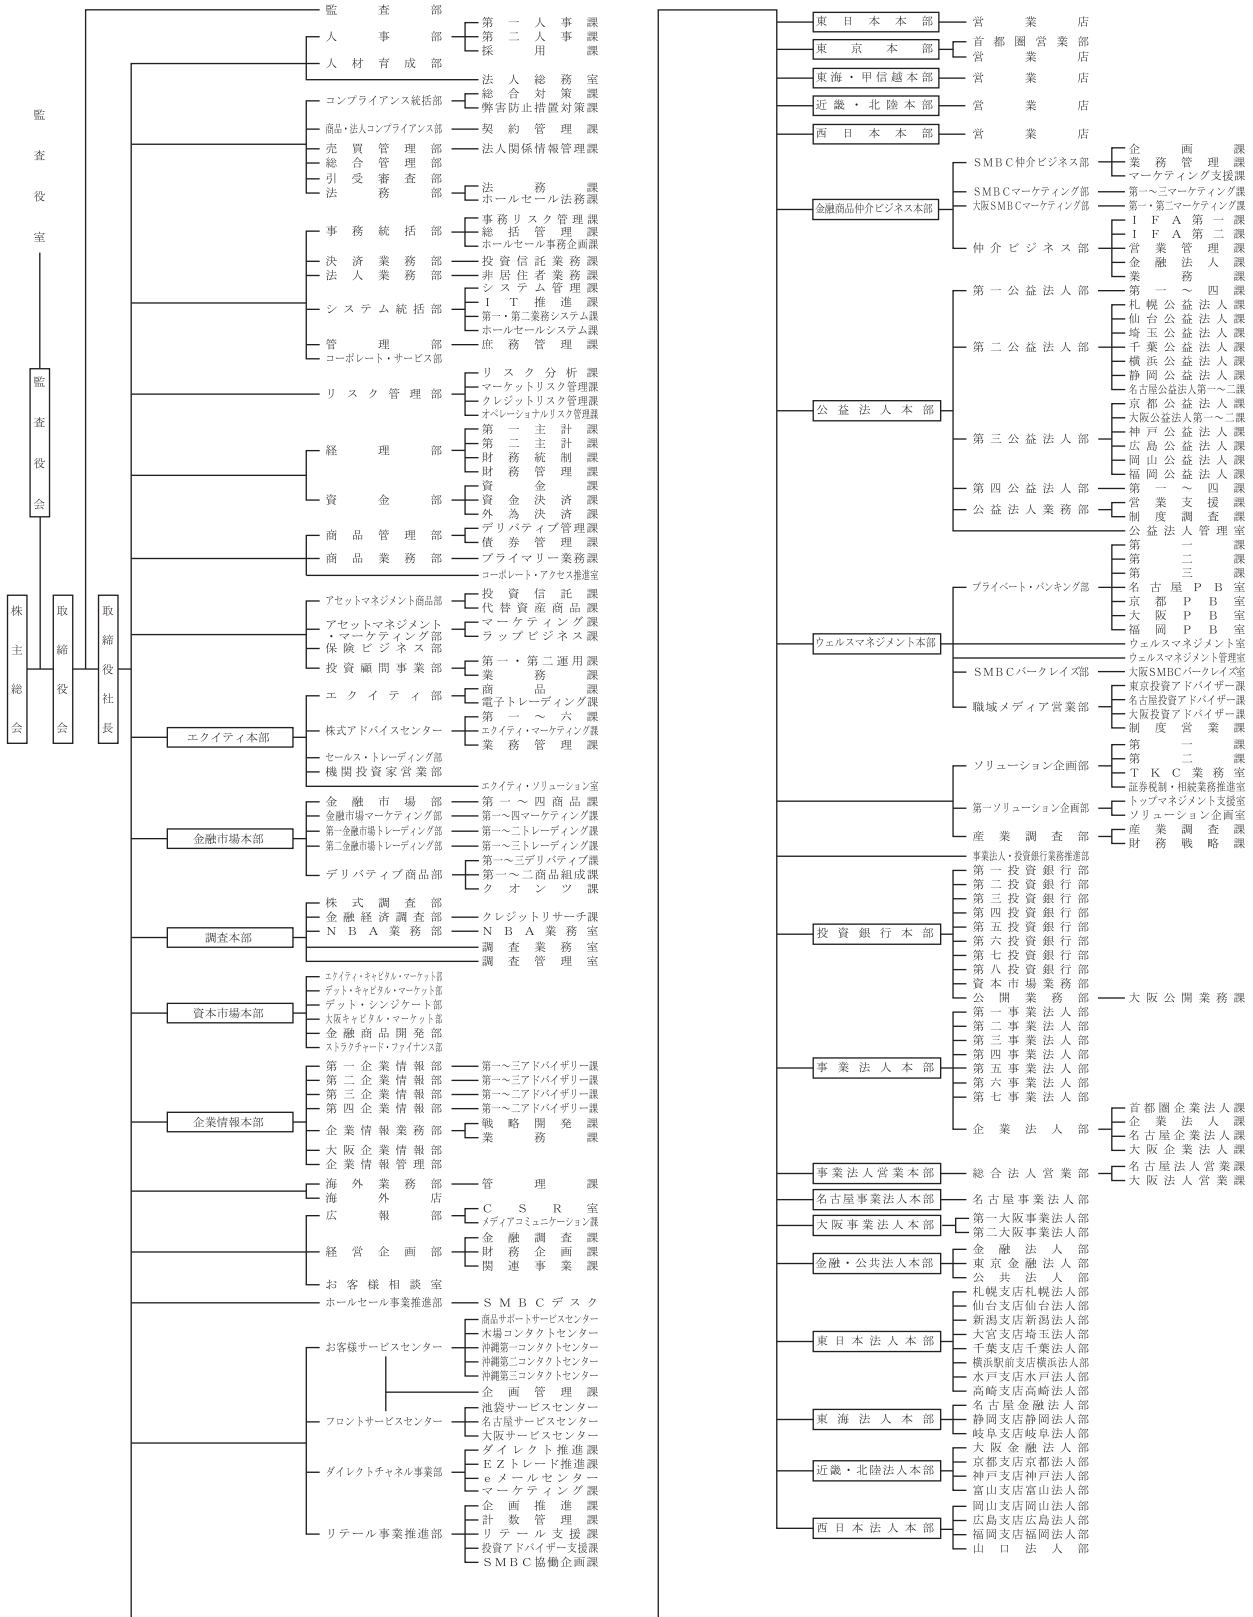 監査役室
監査役会
株主総会
取締役会
取締役社長
監査部
人事部
第一人事課
第二人事課
採用課
人材育成部
法人総務室
コンプライアンス統括部
総合対策課
弊害防止措置対策課
商品・法人コンプライアンス部
契約管理課
売買管理部
法人関係情報管理課
総合管理部
引受審査部
法務部
法務課
ホールセール法務課
事務統括部
事務リスク管理課
総括管理課
ホールセール事務企画課
決済業務部
投資信託業務課
法人業務部
非居住者業務課
システム統括部
システム管理課
IT推進課
第一・第二業務システム課
ホールセールシステム課
管理部
庶務管理課
コーポレート・サービス部
リスク管理部
リスク分析課
マーケットリスク管理課
クレジットリスク管理課
オペレーショナルリスク管理課
経理部
第一主計課
第二主計課
財務統制課
財務管理課
資金部
資金課
資金決済課
外為決済課
商品管理部
デリバティブ管理課
債券管理課
商品業務部
プライマリー業務課
コーポレート・アクセス推進室
アセットマネジメント商品部
投資信託課
代替資産商品課
アセットマネジメント
・マーケティング部
マーケティング課
ラップビジネス課
保険ビジネス部
投資顧問事業部
第一・第二運用課
業務課
エクイティ本部
エクイティ部
商品課
電子トレーディング課
株式アドバイスセンター
第一～六課
エクイティ・マーケティング課
業務管理課
セールス・トレーディング部
機関投資家営業部
エクイティ・ソリューション室
金融市場本部
金融市場部
第一～四商品課
金融市場マーケティング部
第一～四マーケティング課
第一金融市場トレーディング部
第一～二トレーディング課
第二金融市場トレーディング部
第一～三トレーディング課
デリバティブ商品部
第一～三デリバティブ課
第一～二商品組成課
クオンツ課
調査本部
株式調査部
金融経済調査部
クレジットリサーチ課
NBA業務部
NBA業務室
調査業務室
調査管理室
資本市場本部
エクイティ・キャピタル・マーケット部
デット・キャピタル・マーケット部
デット・シンジケート部
大阪キャピタル・マーケット部
金融商品開発部
ストラクチャード・ファイナンス部
企業情報本部
第一企業情報部
第一～三アドバイザリー課
第二企業情報部
第一～三アドバイザリー課
第三企業情報部
第一～二アドバイザリー課
第四企業情報部
第一～二アドバイザリー課
企業情報業務部
戦略開発課
業務課
大阪企業情報部
企業情報管理部
海外業務部
管理課
海外店
広報部
CSR室
メディアコミュニケーション課
経営企画部
金融調査課
財務企画課
関連事業課
お客様相談室
ホールセール事業推進部
SMBCデスク
お客様サービスセンター
商品サポートサービスセンター
木場コンタクトセンター
沖縄第一コンタクトセンター
沖縄第二コンタクトセンター
沖縄第三コンタクトセンター
企画管理課
フロントサービスセンター
池袋サービスセンター
名古屋サービスセンター
大阪サービスセンター
ダイレクトチャネル事業部
ダイレクト推進課
EZトレード推進課
eメールセンター
マーケティング課
リテール事業推進部
企画推進課
計数管理課
リテール支援課
投資アドバイザー支援課
SMBC協働企画課
東日本本部
営業店
東京本部
首都圏営業部
営業店
東海・甲信越本部
営業店
近畿・北陸本部
営業店
西日本本部
営業店
金融商品仲介ビジネス本部
SMBC仲介ビジネス部
企画課
業務管理課
マーケティング支援課
SMBCマーケティング部
第一～三マーケティング課
大阪SMBCマーケティング部
第一・第二マーケティング課
仲介ビジネス部
IFA第一課
IFA第二課
営業管理課
金融法人課
業務課
公益法人本部
第一公益法人部
第一～四課
第二公益法人部
札幌公益法人課
仙台公益法人課
埼玉公益法人課
千葉公益法人課
横浜公益法人課
静岡公益法人課
名古屋公益法人第一～二課
第三公益法人部
京都公益法人課
大阪公益法人第一～二課
神戸公益法人課
広島公益法人課
岡山公益法人課
福岡公益法人課
第四公益法人部
第一～四課
公益法人業務部
営業支援課
制度調査課
公益法人管理室
ウェルスマネジメント本部
プライベート・バンキング部
第一課
第二課
第三課
名古屋PB室
京都PB室
大阪PB室
福岡PB室
ウェルスマネジメント室
ウェルスマネジメント管理室
SMBCバークレイズ部
大阪SMBCバークレイズ室
職域メディア営業部
東京投資アドバイザー課
名古屋投資アドバイザー課
大阪投資アドバイザー課
制度営業課
ソリューション企画部
第一課
第二課
TKC業務室
証券税制・相続業務推進室
第一ソリューション企画部
トップマネジメント支援室
ソリューション企画室
産業調査部
産業調査課
財務戦略課
事業法人・投資銀行業務推進部
投資銀行本部
第一投資銀行部
第二投資銀行部
第三投資銀行部
第四投資銀行部
第五投資銀行部
第六投資銀行部
第七投資銀行部
第八投資銀行部
資本市場業務部
公開業務部
大阪公開業務課
事業法人本部
第一事業法人部
第二事業法人部
第三事業法人部
第四事業法人部
第五事業法人部
第六事業法人部
第七事業法人部
企業法人部
首都圏企業法人課
企業法人課
名古屋企業法人課
大阪企業法人課
事業法人営業本部
総合法人営業部
名古屋法人営業課
大阪法人営業課
名古屋事業法人本部
名古屋事業法人部
大阪事業法人本部
第一大阪事業法人部
第二大阪事業法人部
金融・公共法人本部
金融法人部
東京金融法人部
公共法人部
東日本法人本部
札幌支店札幌法人部
仙台支店仙台法人部
新潟支店新潟法人部
大宮支店埼玉法人部
千葉支店千葉法人部
横浜駅前支店横浜法人部
水戸支店水戸法人部
高崎支店高崎法人部
東海法人本部
名古屋金融法人部
静岡支店静岡法人部
岐阜支店岐阜法人部
近畿・北陸法人本部
大阪金融法人部
京都支店京都法人部
神戸支店神戸法人部
富山支店富山法人部
西日本法人本部
岡山支店岡山法人部
広島支店広島法人部
福岡支店福岡法人部
山口法人部